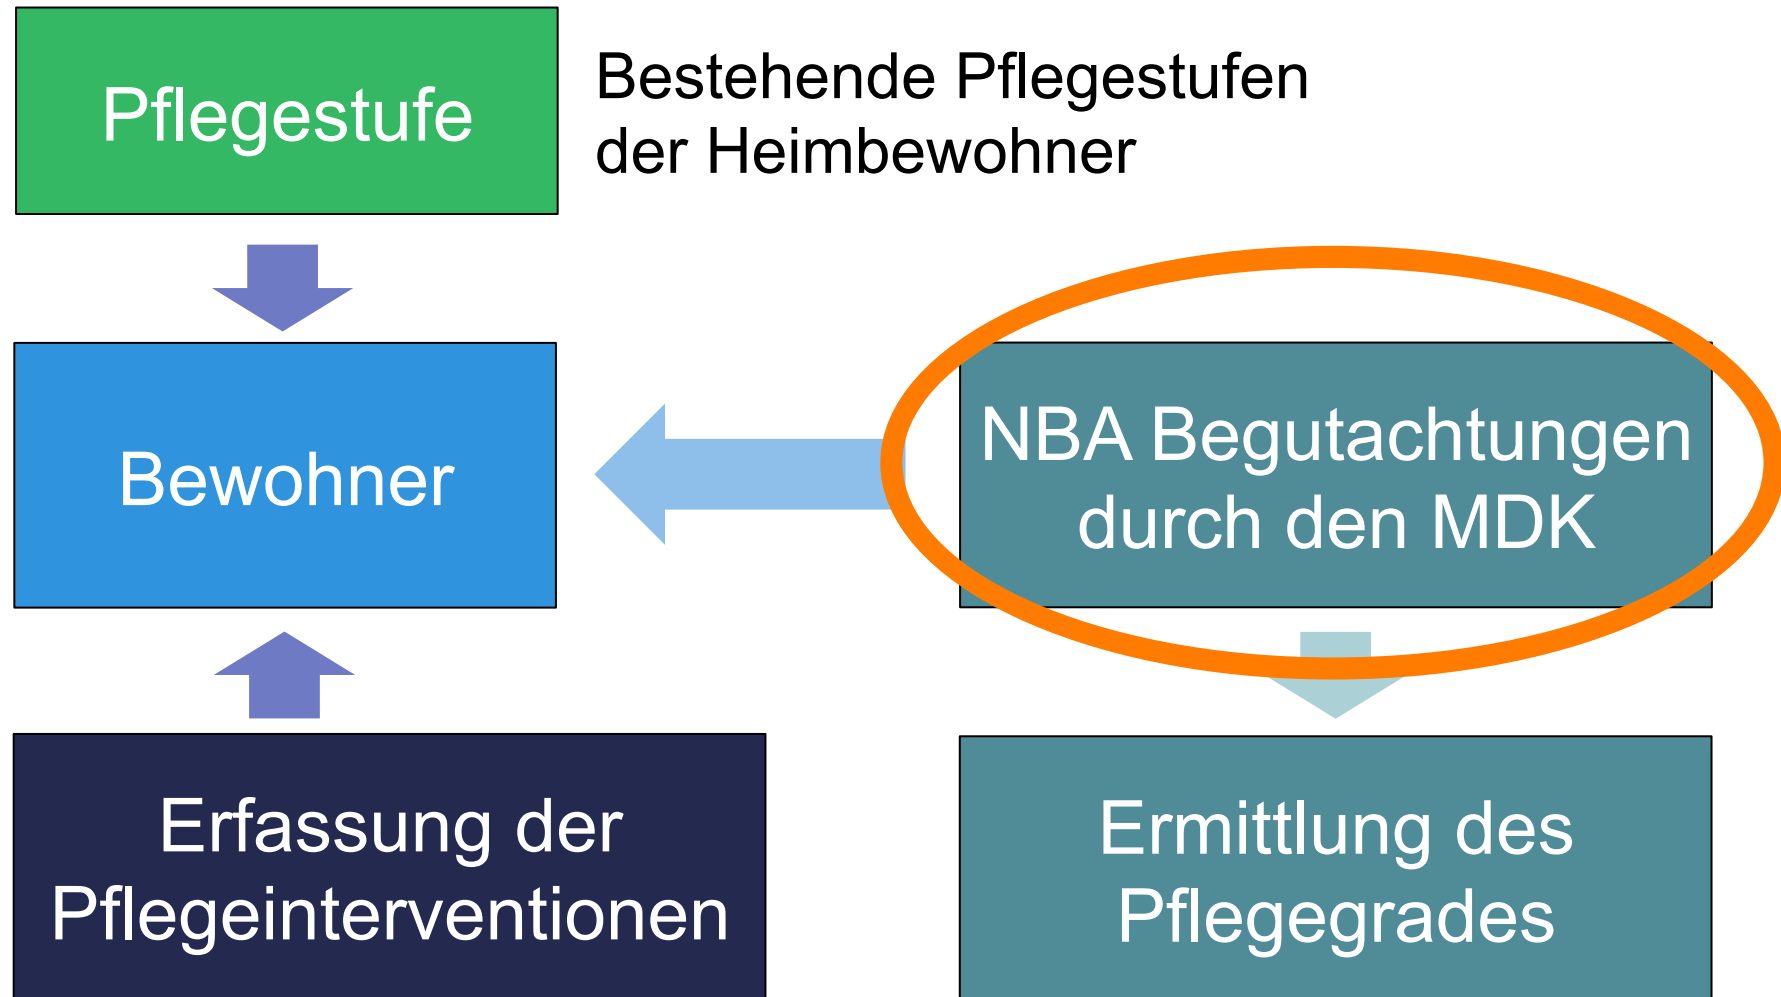 Pflegestufe
Bestehende Pflegestufen
der Heimbewohner
Bewohner
NBA Begutachtungen
durch den MDK
Erfassung der
Pflegeinterventionen
Ermittlung des
Pflegegrades